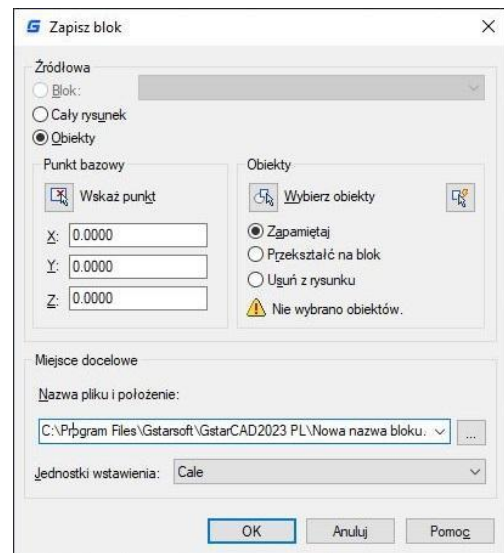 Zapisz blok
Źródłowa
Blok:
Cały rysunek
Obiekty
Punkt bazowy
Wskaż punkt
X: 0.0000
Y: 0.0000
Z: 0.0000
Obiekty
Wybierz obiekty
Zapamiętaj
Przekształć na blok
Usuń z rysunku
Nie wybrano obiektów.
Miejsce docelowe
Nazwa pliku i położenie:
C:\Program Files\Gstarsoft\GstarCAD2023 PL\Nowa nazwa bloku. ...
Jednostki wstawienia: Cale
OK Anuluj Pomoc